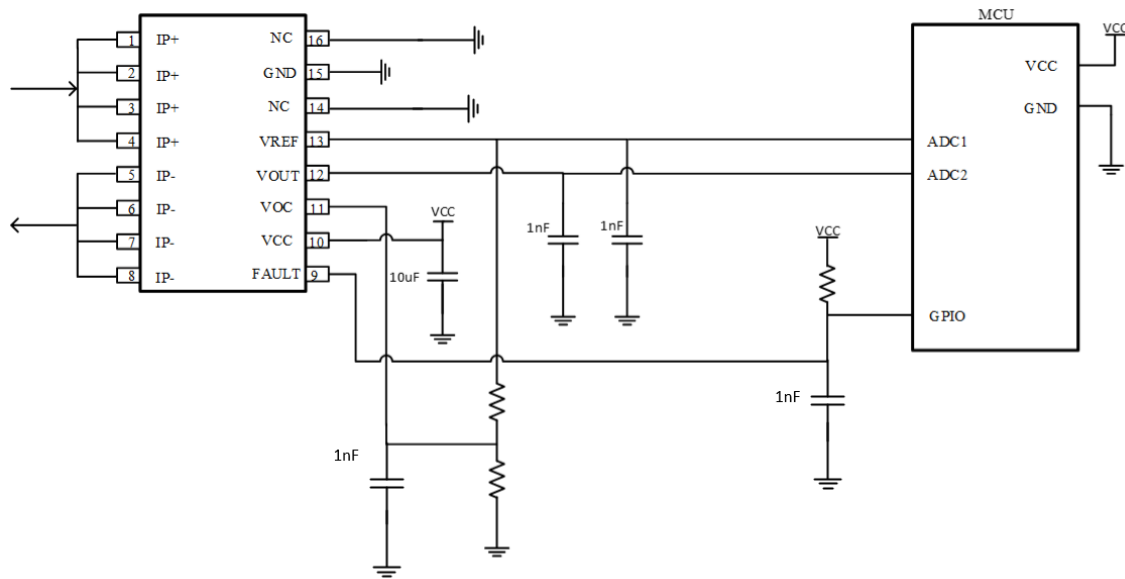 MCU
1 IP+ NC 16
2 IP+ GND 15
3 IP+ NC 14
4 IP+ VREF 13
5 IP- VOUT 12
6 IP- VOC 11
7 IP- VCC 10
8 IP- FAULT 9
VCC
10uF
1nF
1nF
1nF
VCC
1nF
VCC
VCC
GND
ADC1
ADC2
GPIO